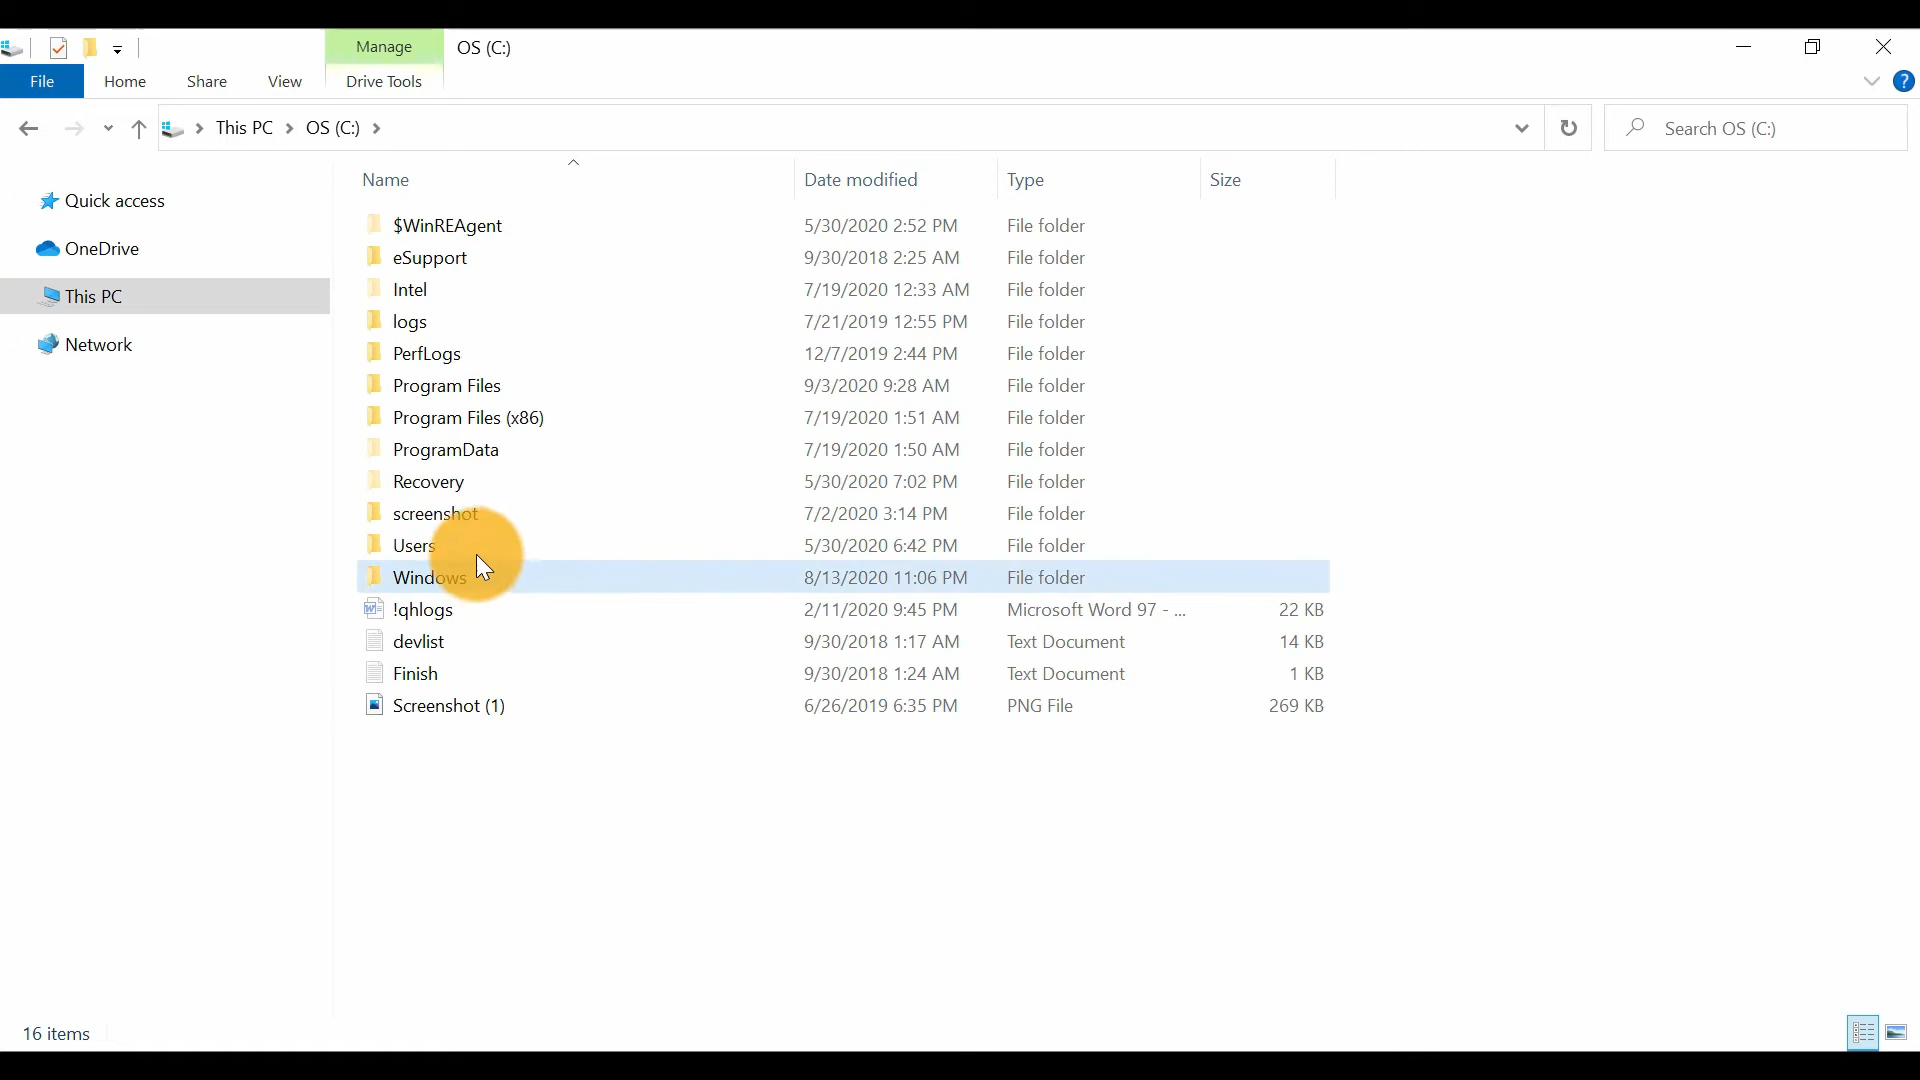 Manage OS (C:)
File Home Share View Drive Tools
This PC OS (C:) Search OS (C:)
Name Date modified Type Size
Quick access
OneDrive
This PC
Network
$WinREAgent 5/30/2020 2:52 PM File folder
eSupport 9/30/2018 2:25 AM File folder
Intel 7/19/2020 12:33 AM File folder
logs 7/21/2019 12:55 PM File folder
PerfLogs 12/7/2019 2:44 PM File folder
Program Files 9/3/2020 9:28 AM File folder
Program Files (x86) 7/19/2020 1:51 AM File folder
ProgramData 7/19/2020 1:50 AM File folder
Recovery 5/30/2020 7:02 PM File folder
screenshot 7/2/2020 3:14 PM File folder
Users 5/30/2020 6:42 PM File folder
Windows 8/13/2020 11:06 PM File folder
!qhlogs 2/11/2020 9:45 PM Microsoft Word 97 - ... 22 KB
devlist 9/30/2018 1:17 AM Text Document 14 KB
Finish 9/30/2018 1:24 AM Text Document 1 KB
Screenshot (1) 6/26/2019 6:35 PM PNG File 269 KB
16 items